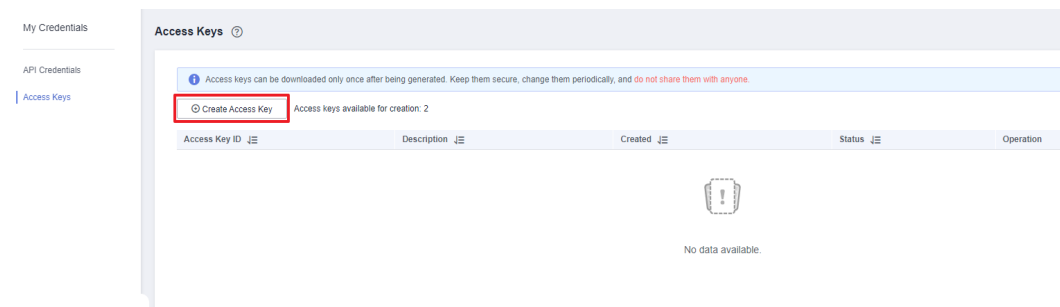 My Credentials
API Credentials
Access Keys
Access Keys ?
i Access keys can be downloaded only once after being generated. Keep them secure, change them periodically, and do not share them with anyone.
Create Access Key Access keys available for creation: 2
Access Key ID Description Created Status Operation
!
No data available.